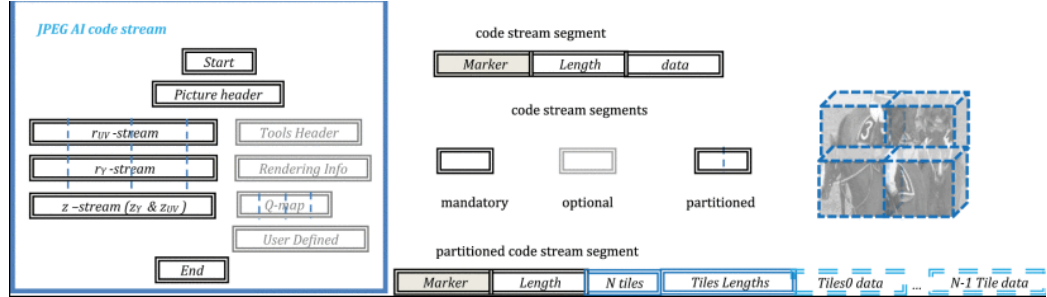 JPEG AI code stream
Start
Picture header
rUV -stream
Tools Header
rY -stream
Rendering Info
z –stream (zY & zUV )
Q-map
User Defined
End
code stream segment
Marker Length data
code stream segments
mandatory optional partitioned
partitioned code stream segment
Marker Length N tiles Tiles Lengths Tiles0 data ... N-1 Tile data
3